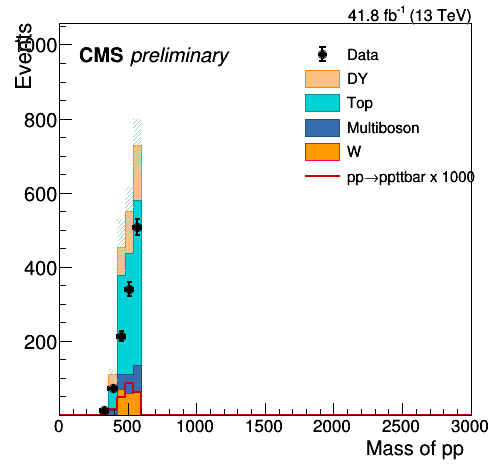 41.8 fb⁻¹ (13 TeV)
Events
CMS preliminary
Data
DY
Top
Multiboson
W
pp→ppttbar x 1000
1000
800
600
400
200
0 500 1000 1500 2000 2500 3000
Mass of pp